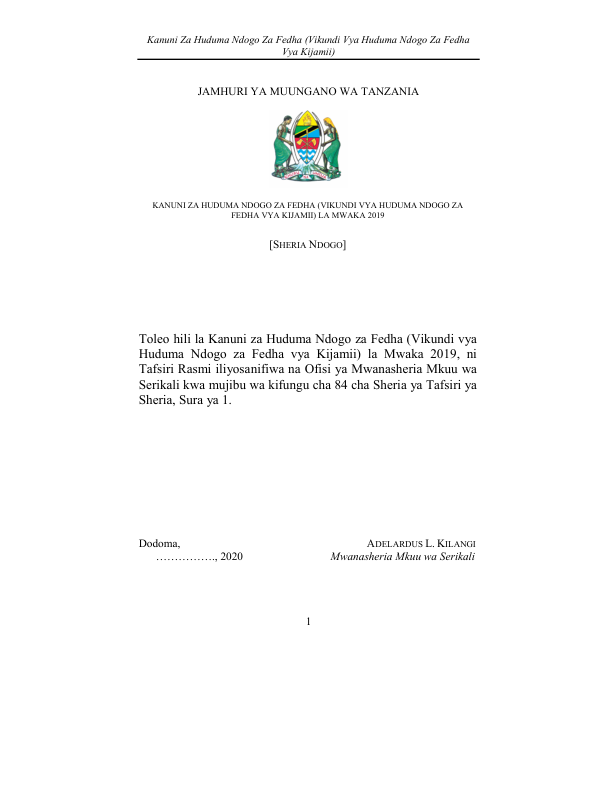 Kanuni Za Huduma Ndogo Za Fedha (Vikundi Vya Huduma Ndogo Za Fedha
Vya Kijamii)
JAMHURI YA MUUNGANO WA TANZANIA
KANUNI ZA HUDUMA NDOGO ZA FEDHA (VIKUNDI VYA HUDUMA NDOGO ZA
FEDHA VYA KIJAMII) LA MWAKA 2019
[SHERIA NDOGO]
Toleo hili la Kanuni za Huduma Ndogo za Fedha (Vikundi vya
Huduma Ndogo za Fedha vya Kijamii) la Mwaka 2019, ni
Tafsiri Rasmi iliyosanifiwa na Ofisi ya Mwanasheria Mkuu wa
Serikali kwa mujibu wa kifungu cha 84 cha Sheria ya Tafsiri ya
Sheria, Sura ya 1.
Dodoma, ADELARDUS L. KILANGI
……………., 2020 Mwanasheria Mkuu wa Serikali
1